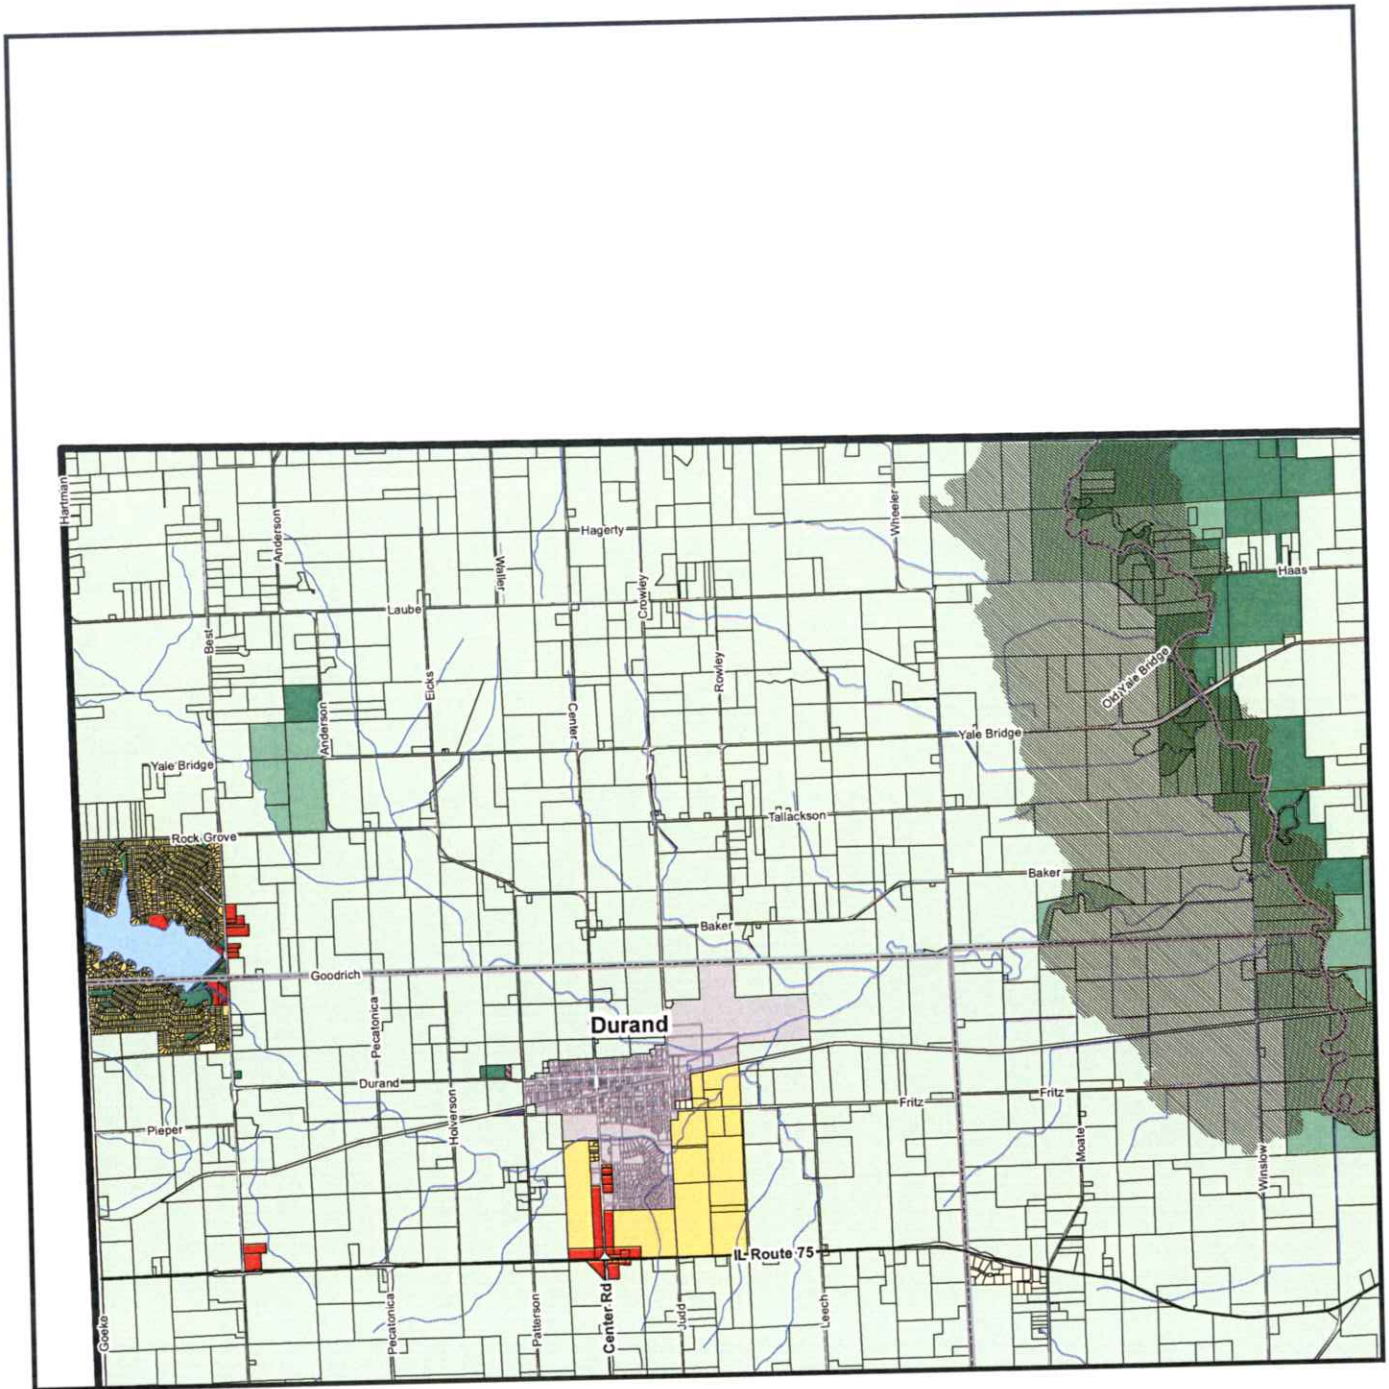 Hartman
Anderson
Waller
Hagerty
Wheeler
Haas
Laube
Crowley
Best
Eicks
Rowley
Old Yale Bridge
Anderson
Center
Yale Bridge
Yale Bridge
Tallackson
Rock Grove
Baker
Baker
Goodrich
Pecatonica
Durand
Durand
Holverson
Fritz
Fritz
Pieper
Moate
Winslow
IL Route 75
Goeke
Pecatonica
Patterson
Center Rd
Judd
Leech